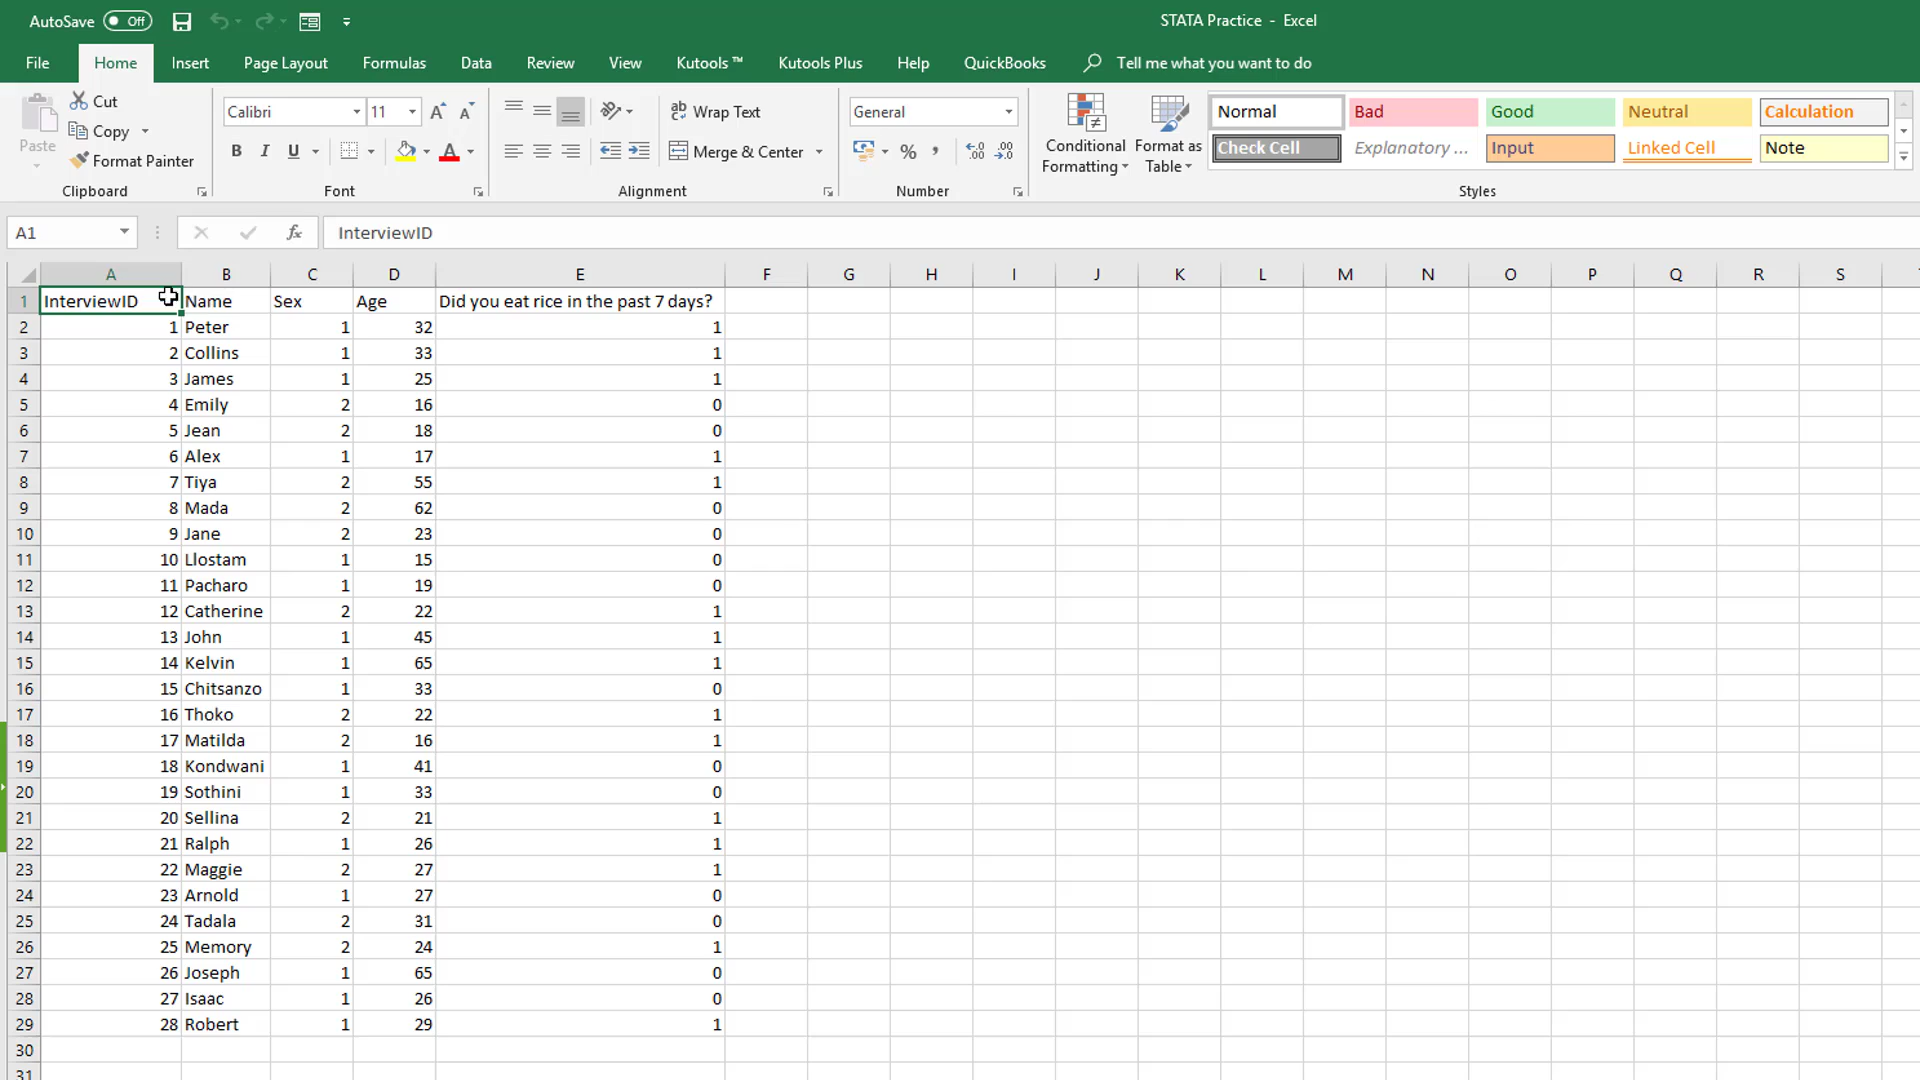 AutoSave Off STATA Practice - Excel
File Home Insert Page Layout Formulas Data Review View Kutools ™ Kutools Plus Help QuickBooks Tell me what you want to do
Paste
Cut
Copy
Format Painter
Clipboard
Calibri 11
B I U
Font
Wrap Text
Merge & Center
Alignment
General
%
Number
Conditional Formatting
Format as Table
Normal Bad Good Neutral Calculation
Check Cell Explanatory ... Input Linked Cell Note
Styles
A1 fx InterviewID
A B C D E F G H I J K L M N O P Q R S
1 InterviewID Name Sex Age Did you eat rice in the past 7 days?
2 1 Peter 1 32 1
3 2 Collins 1 33 1
4 3 James 1 25 1
5 4 Emily 2 16 0
6 5 Jean 2 18 0
7 6 Alex 1 17 1
8 7 Tiya 2 55 1
9 8 Mada 2 62 0
10 9 Jane 2 23 0
11 10 Llostam 1 15 0
12 11 Pacharo 1 19 0
13 12 Catherine 2 22 1
14 13 John 1 45 1
15 14 Kelvin 1 65 1
16 15 Chitsanzo 1 33 0
17 16 Thoko 2 22 1
18 17 Matilda 2 16 1
19 18 Kondwani 1 41 0
20 19 Sothini 1 33 0
21 20 Sellina 2 21 1
22 21 Ralph 1 26 1
23 22 Maggie 2 27 1
24 23 Arnold 1 27 0
25 24 Tadala 2 31 0
26 25 Memory 2 24 1
27 26 Joseph 1 65 0
28 27 Isaac 1 26 0
29 28 Robert 1 29 1
30
31